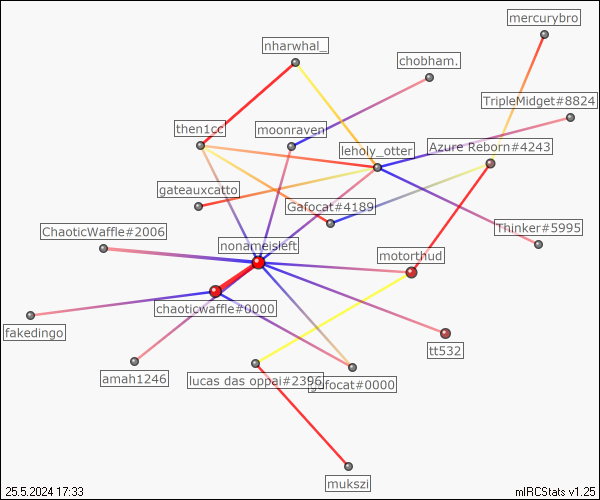 mercurybro
nharwhal_
chobham.
TripleMidget#8824
then1cc
moonraven
leholy_otter
Azure Reborn#4243
gateauxcatto
Gafocat#4189
ChaoticWaffle#2006
nonameisleft
Thinker#5995
motorthud
chaoticwaffle#0000
fakedingo
tt532
amah1246
lucas das oppai#2396
gafocat#0000
mukszi
25.5.2024 17:33
mIRCStats v1.25